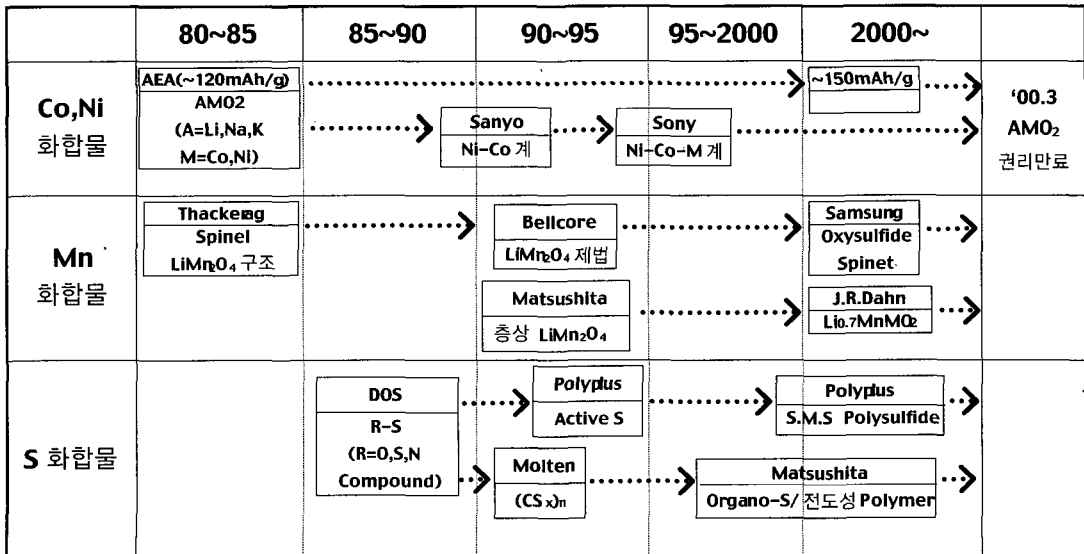 80~85 85~90 90~95 95~2000 2000~
Co,Ni
화합물
AEA(~120mAh/g)
AMO2
(A=Li,Na,K
M=Co,Ni)
Sanyo
Ni-Co 계
Sony
Ni-Co-M 계
~150mAh/g
‘00.3
AMO₂
권리만료
Mn
화합물
Thackerag
Spinel
LiMn₂O₄ 구조
Bellcore
LiMn₂O₄ 제법
Samsung
Oxysulfide
Spinet
Matsushita
층상 LiMn₂O₄
J.R.Dahn
Li₀.₇MnMO₂
S 화합물
DOS
R-S
(R=O,S,N
Compound)
Polyplus
Active S
Polyplus
S.M.S Polysulfide
Molten
(CSₓ)ₙ
Matsushita
Organo-S/ 전도성 Polymer